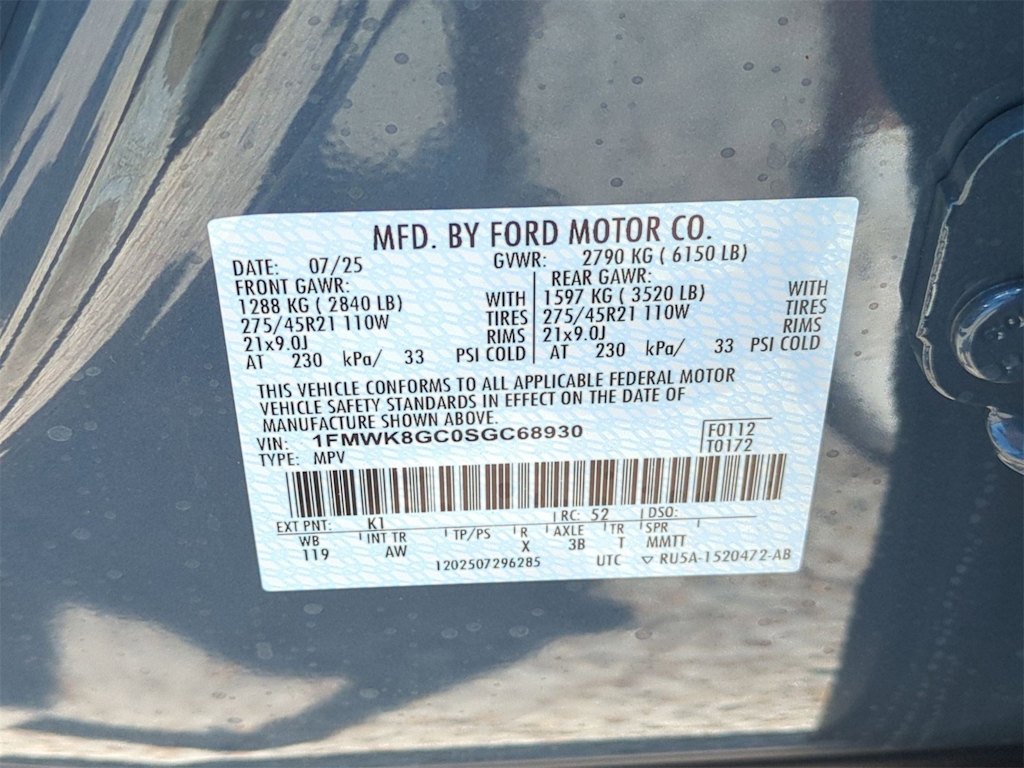 MFD. BY FORD MOTOR CO.
DATE: 07/25 GVWR: 2790 KG ( 6150 LB)
FRONT GAWR: REAR GAWR:
1288 KG ( 2840 LB) WITH 1597 KG ( 3520 LB) WITH
275/45R21 110W TIRES 275/45R21 110W TIRES
21x9.0J RIMS 21x9.0J RIMS
AT 230 kPa/ 33 PSI COLD AT 230 kPa/ 33 PSI COLD
THIS VEHICLE CONFORMS TO ALL APPLICABLE FEDERAL MOTOR
VEHICLE SAFETY STANDARDS IN EFFECT ON THE DATE OF
MANUFACTURE SHOWN ABOVE.
VIN: 1FMWK8GC0SGC68930 F0112
TYPE: MPV T0172
EXT PNT: K1 RC: 52 DSO:
WB INT TR TP/PS R AXLE TR SPR
119 AW X 3B T MMTT
1202507296285 UTC ▽ RU5A-1520472-AB